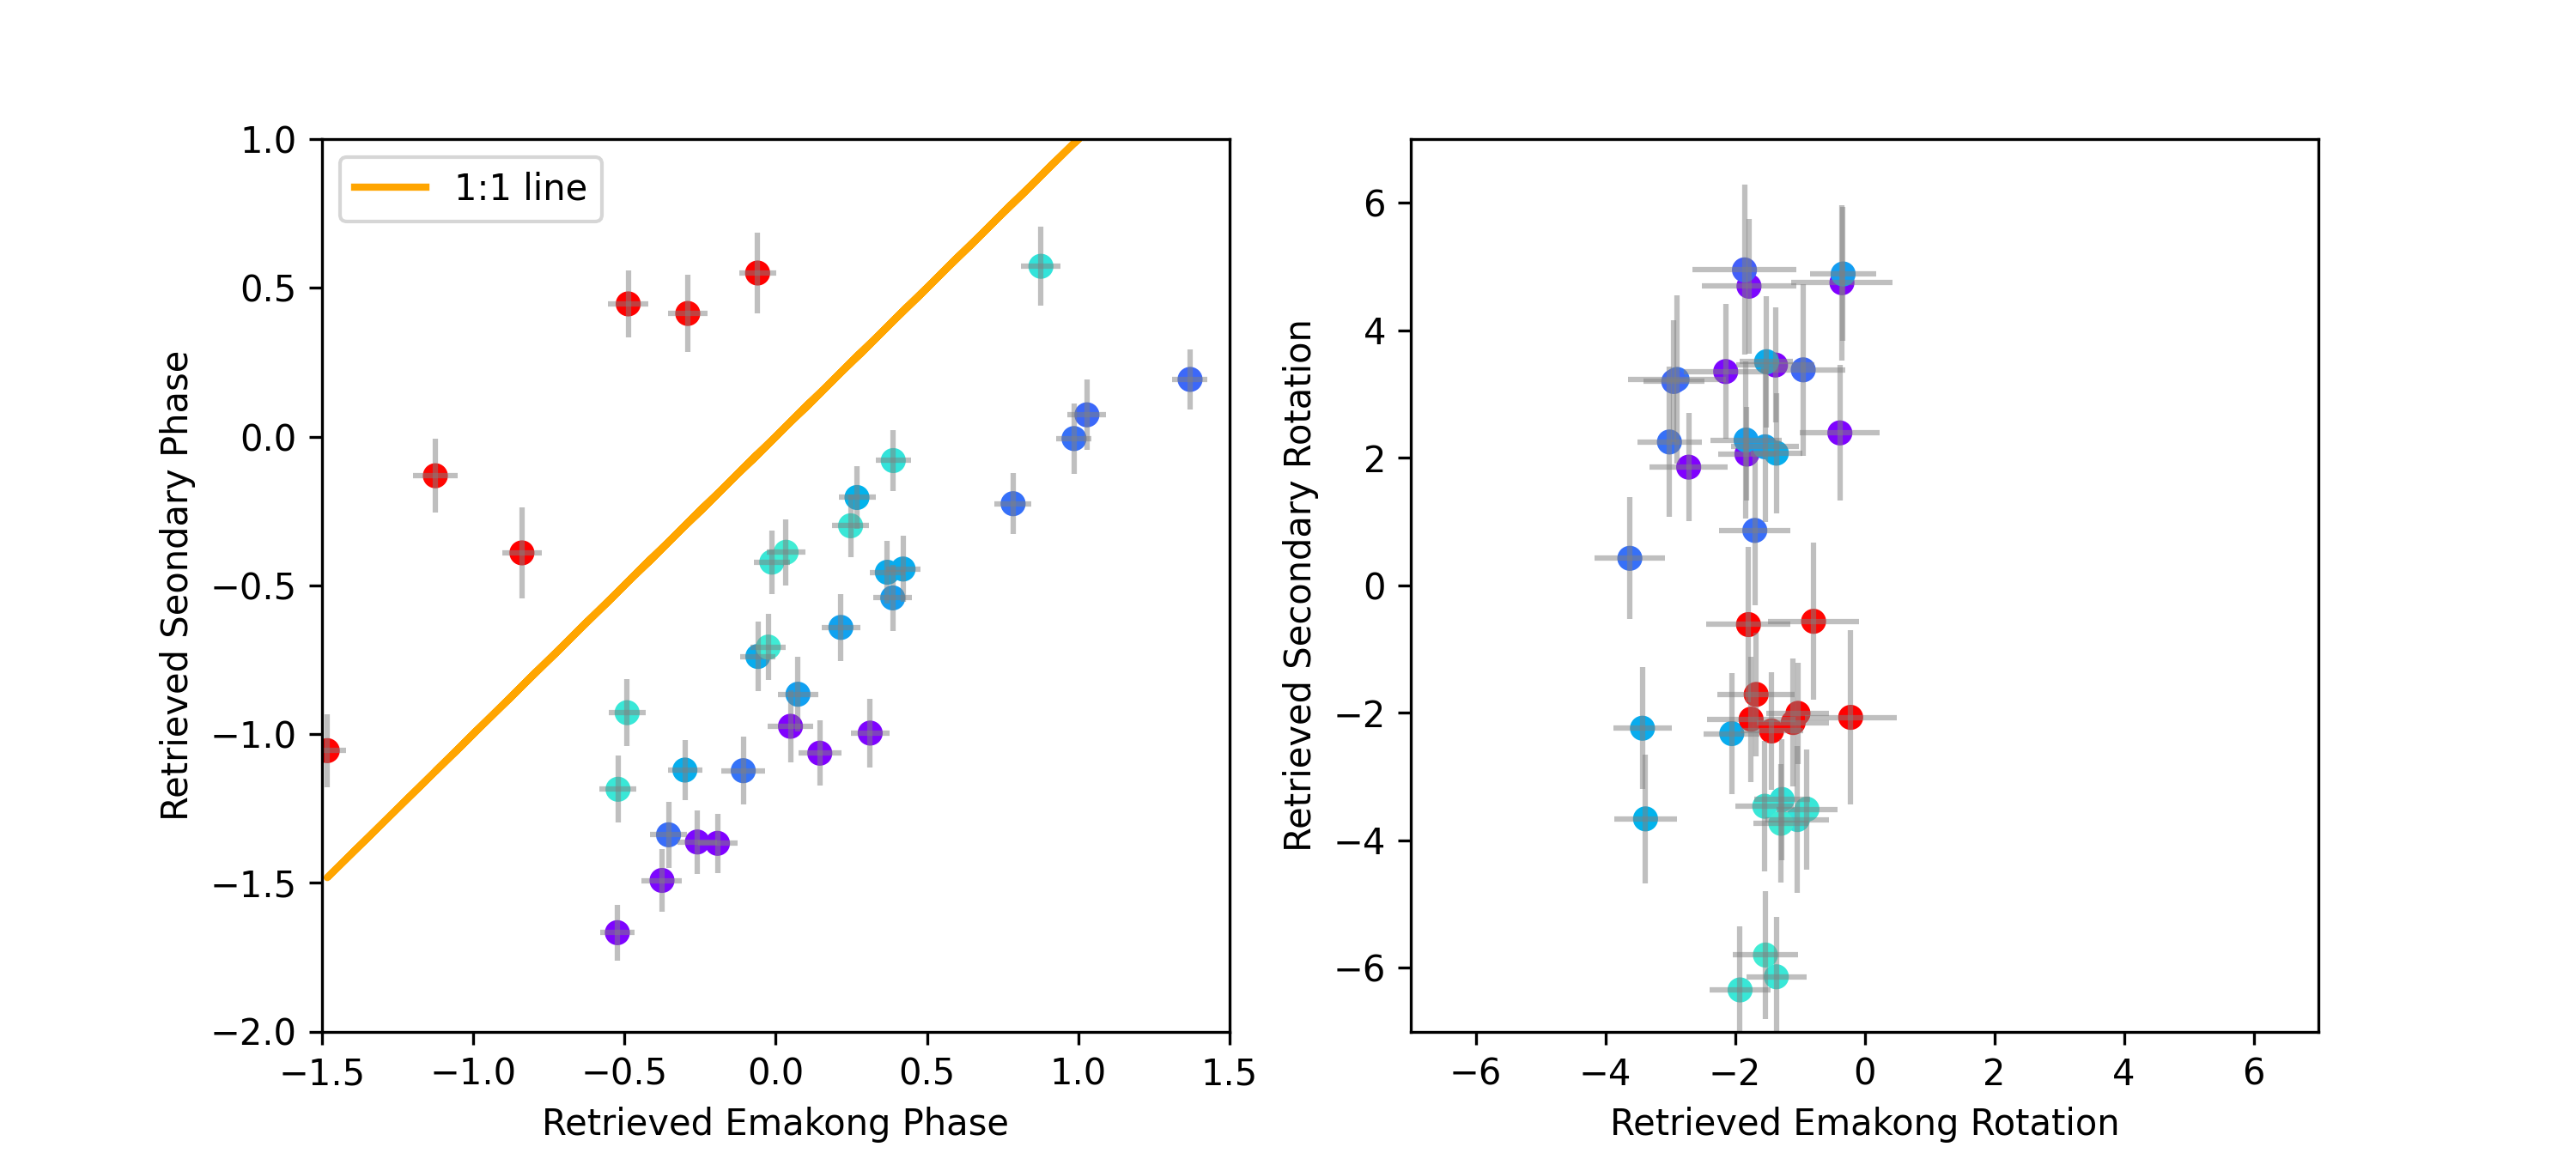 1:1 line
1.0
0.5
0.0
−0.5
−1.0
−1.5
−2.0
Retrieved Secondary Phase
−1.5 −1.0 −0.5 0.0 0.5 1.0 1.5
Retrieved Emakong Phase
6
4
2
0
−2
−4
−6
Retrieved Secondary Rotation
−6 −4 −2 0 2 4 6
Retrieved Emakong Rotation